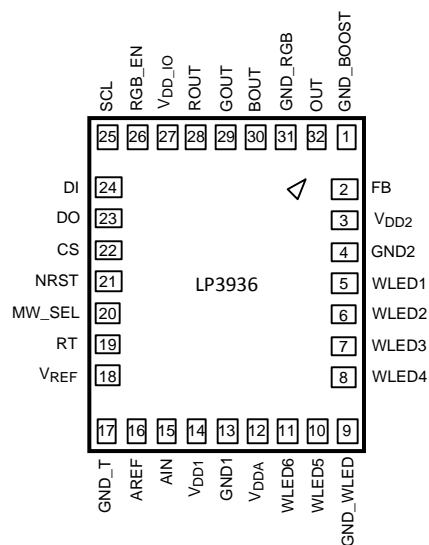 SCL
RGB_EN
VDD_IO
ROUT
GOUT
BOUT
GND_RGB
OUT
GND_BOOST
25 26 27 28 29 30 31 32 1
DI 24
DO 23
CS 22
NRST 21
MW_SEL 20
RT 19
VREF 18
LP3936
2 FB
3 VDD2
4 GND2
5 WLED1
6 WLED2
7 WLED3
8 WLED4
17 16 15 14 13 12 11 10 9
GND_T
AREF
AIN
VDD1
GND1
VDDA
WLED6
WLED5
GND_WLED